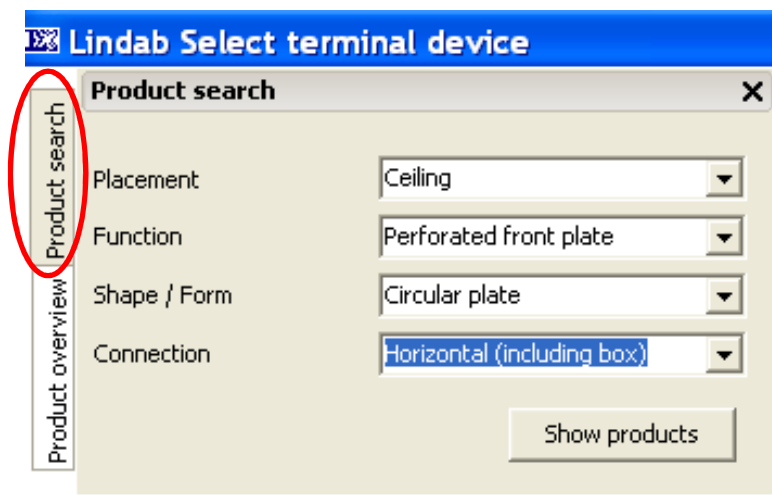 Lindab Select terminal device
Product search
Product search
Product overview
Placement
Ceiling
Function
Perforated front plate
Shape / Form
Circular plate
Connection
Horizontal (including box)
Show products